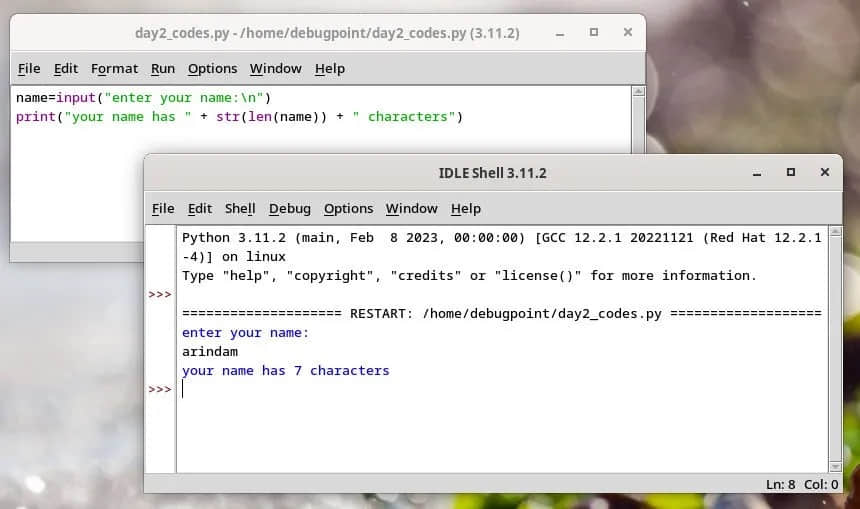 day2_codes.py - /home/debugpoint/day2_codes.py (3.11.2)
File Edit Format Run Options Window Help
name=input("enter your name:\n")
print("your name has " + str(len(name)) + " characters")
IDLE Shell 3.11.2
File Edit Shell Debug Options Window Help
Python 3.11.2 (main, Feb  8 2023, 00:00:00) [GCC 12.2.1 20221121 (Red Hat 12.2.1
-4)] on linux
Type "help", "copyright", "credits" or "license()" for more information.
>>>
==================== RESTART: /home/debugpoint/day2_codes.py ===================
enter your name:
arindam
your name has 7 characters
>>>
Ln: 8 Col: 0